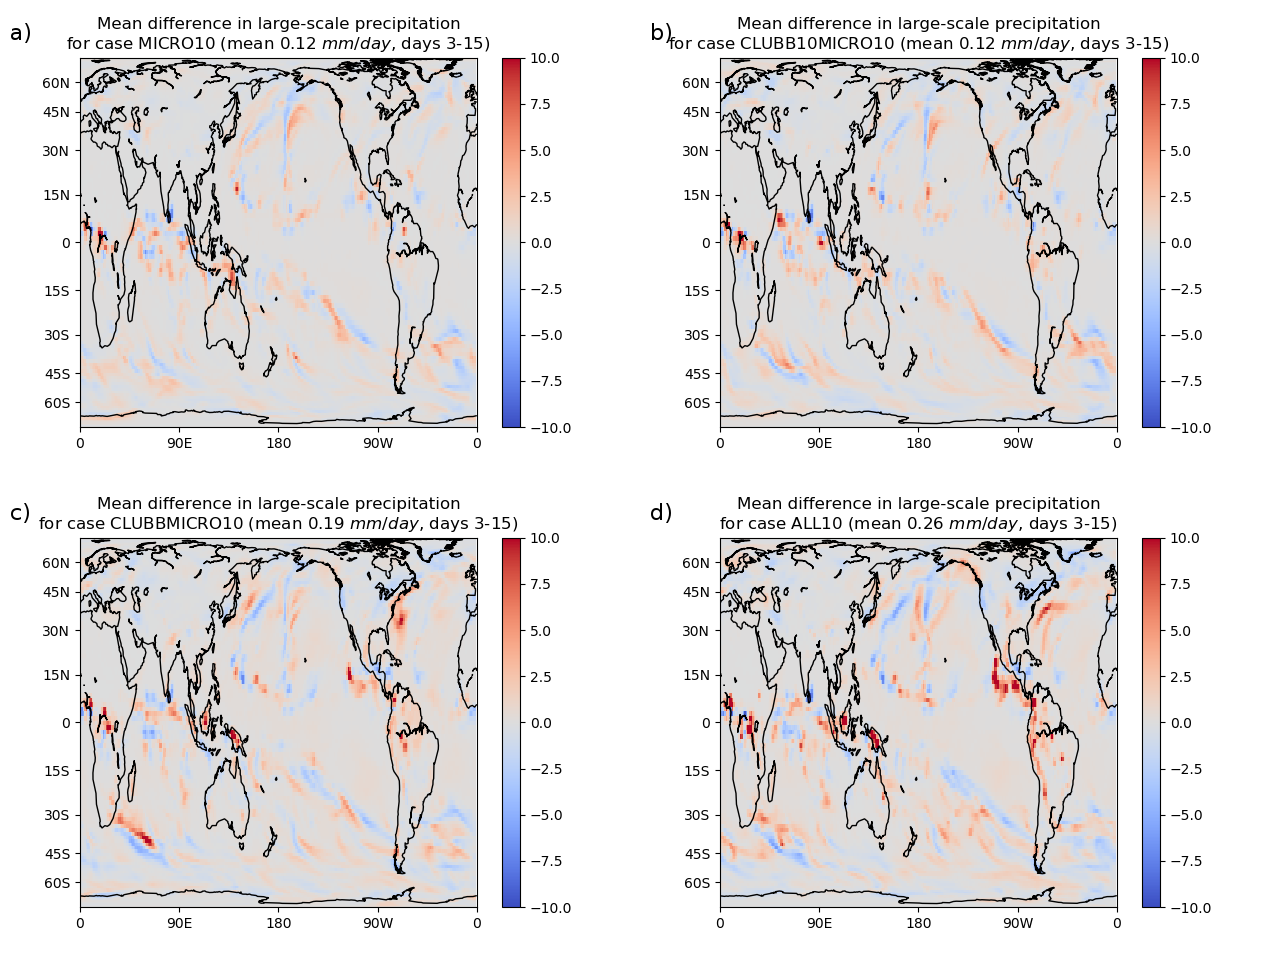 a)
Mean difference in large-scale precipitation
for case MICRO10 (mean 0.12 mm/day, days 3-15)
60N
45N
30N
15N
0
15S
30S
45S
60S
0
90E
180
90W
0
10.0
7.5
5.0
2.5
0.0
−2.5
−5.0
−7.5
−10.0
b)
Mean difference in large-scale precipitation
for case CLUBB10MICRO10 (mean 0.12 mm/day, days 3-15)
60N
45N
30N
15N
0
15S
30S
45S
60S
0
90E
180
90W
0
10.0
7.5
5.0
2.5
0.0
−2.5
−5.0
−7.5
−10.0
c)
Mean difference in large-scale precipitation
for case CLUBBMICRO10 (mean 0.19 mm/day, days 3-15)
60N
45N
30N
15N
0
15S
30S
45S
60S
0
90E
180
90W
0
10.0
7.5
5.0
2.5
0.0
−2.5
−5.0
−7.5
−10.0
d)
Mean difference in large-scale precipitation
for case ALL10 (mean 0.26 mm/day, days 3-15)
60N
45N
30N
15N
0
15S
30S
45S
60S
0
90E
180
90W
0
10.0
7.5
5.0
2.5
0.0
−2.5
−5.0
−7.5
−10.0